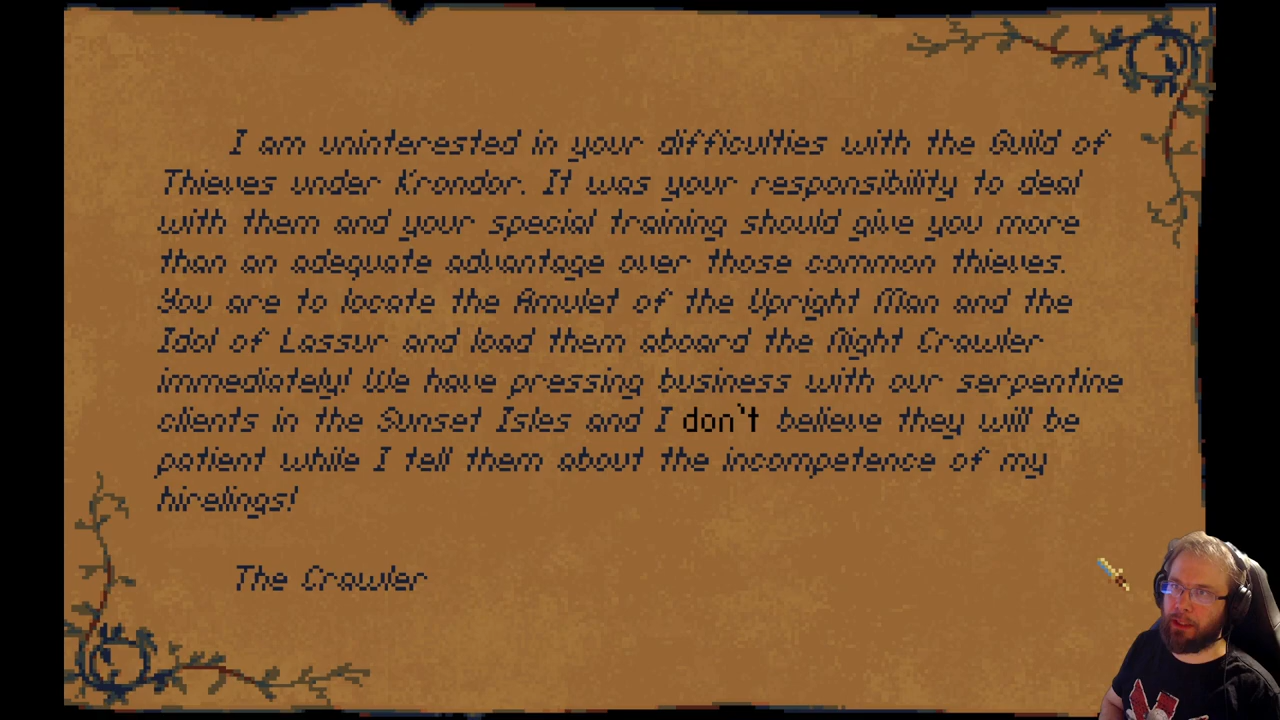 I am uninterested in your difficulties with the Guild of
Thieves under Krondor. It was your responsibility to deal
with them and your special training should give you more
than an adequate advantage over those common thieves.
You are to locate the Amulet of the Upright Man and the
Idol of Lassur and load them aboard the Night Crawler
immediately! We have pressing business with our serpentine
clients in the Sunset Isles and I don't believe they will be
patient while I tell them about the incompetence of my
hirelings!
The Crawler